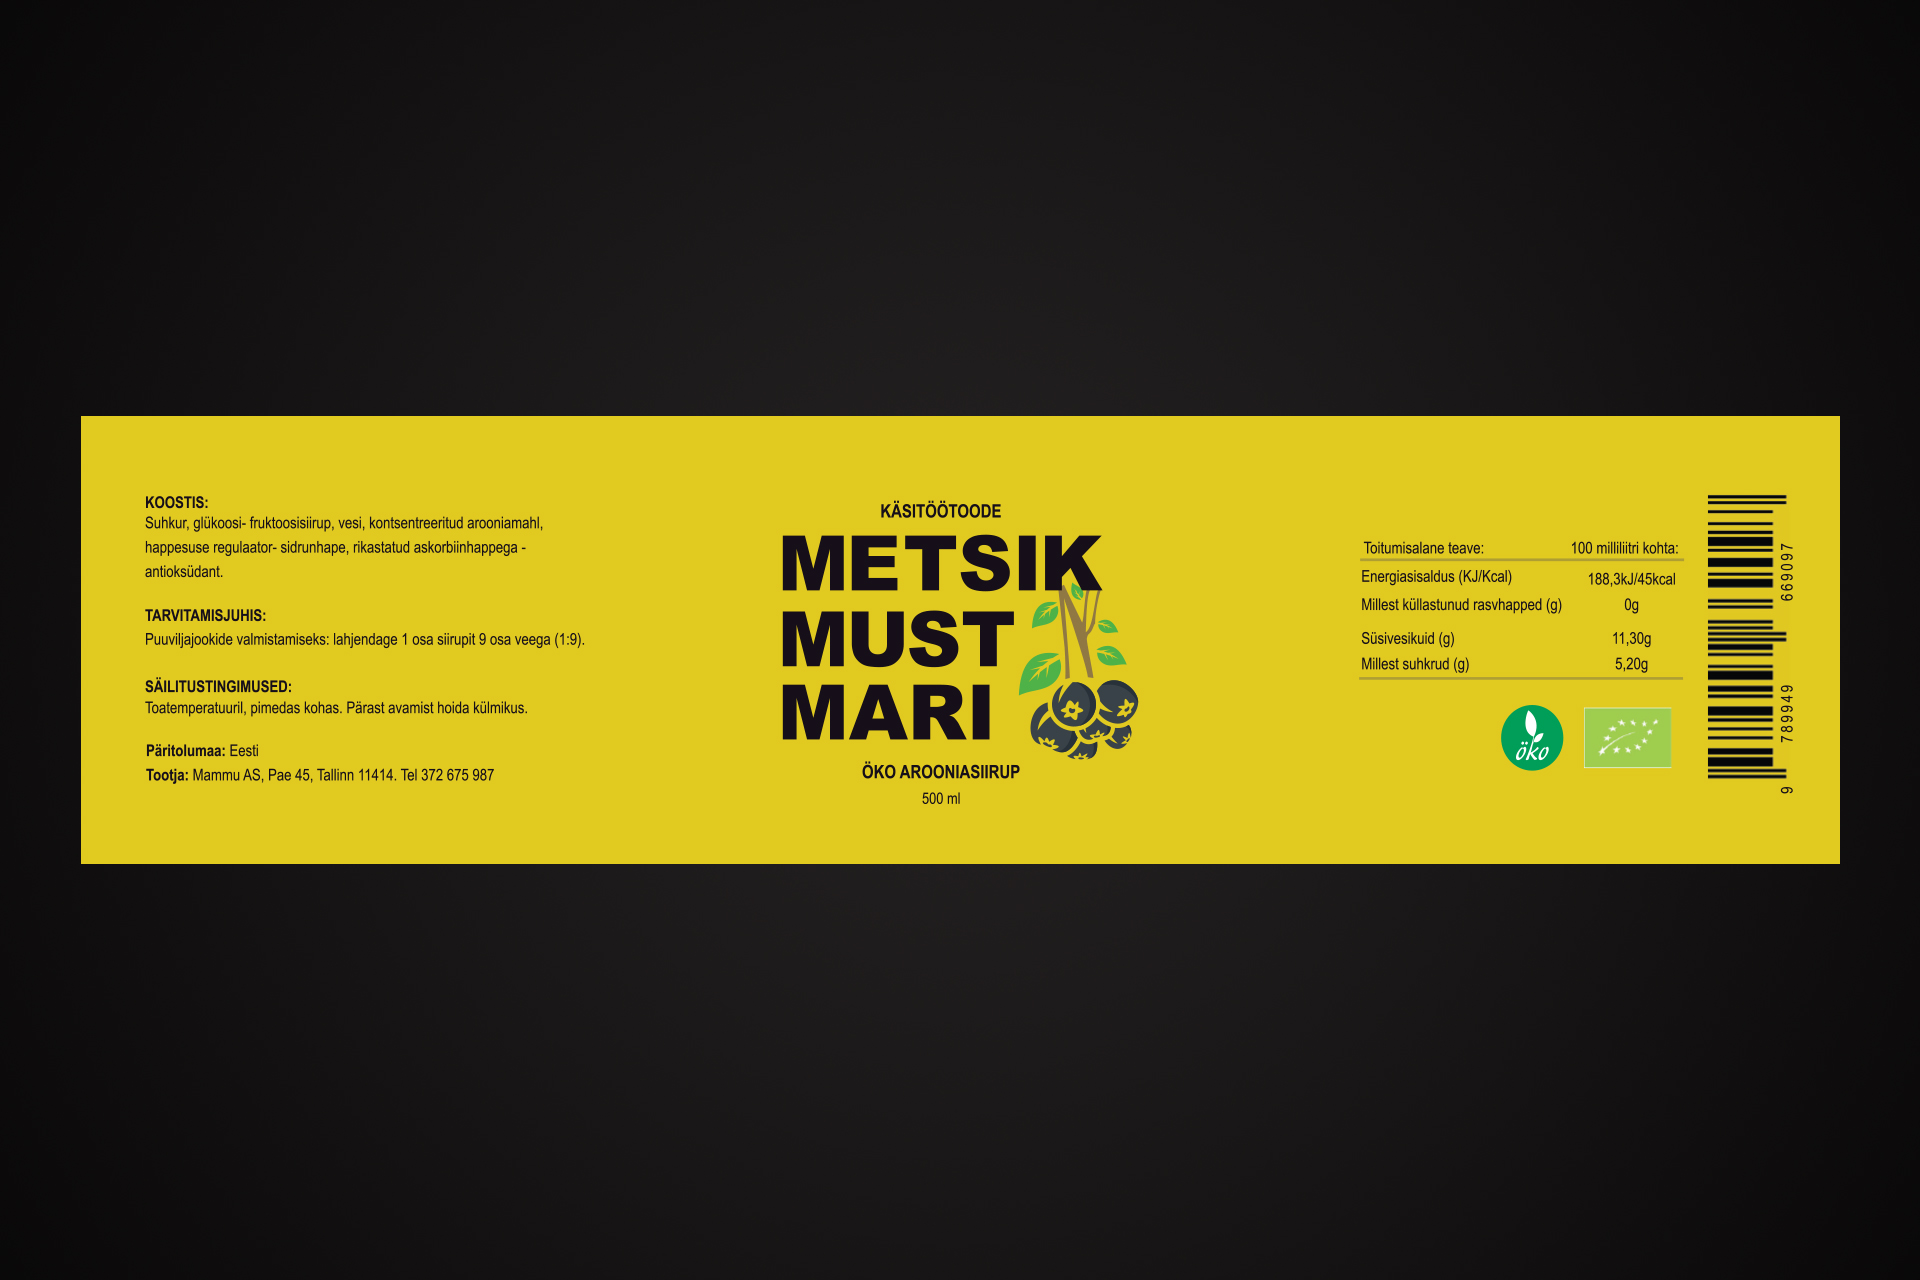 KOOSTIS:
Suhkur, glükoosi- fruktoosisiirup, vesi, kontsentreeritud arooniamahl,
happesuse regulaator- sidrunhape, rikastatud askorbiinhappega -
antioksüdant.
TARVITAMISJUHIS:
Puuviljajookide valmistamiseks: lahjendage 1 osa siirupit 9 osa veega (1:9).
SÄILITUSTINGIMUSED:
Toatemperatuuril, pimedas kohas. Pärast avamist hoida külmikus.
Päritolumaa: Eesti
Tootja: Mammu AS, Pae 45, Tallinn 11414. Tel 372 675 987
KÄSITÖÖTOODE
METSIK
MUST
MARI
ÖKO AROONIASIIRUP
500 ml
Toitumisalane teave: 100 milliliitri kohta:
Energiasisaldus (KJ/Kcal) 188,3kJ/45kcal
Millest küllastunud rasvhapped (g) 0g
Süsivesikuid (g) 11,30g
Millest suhkrud (g) 5,20g
öko
9 789949 669097